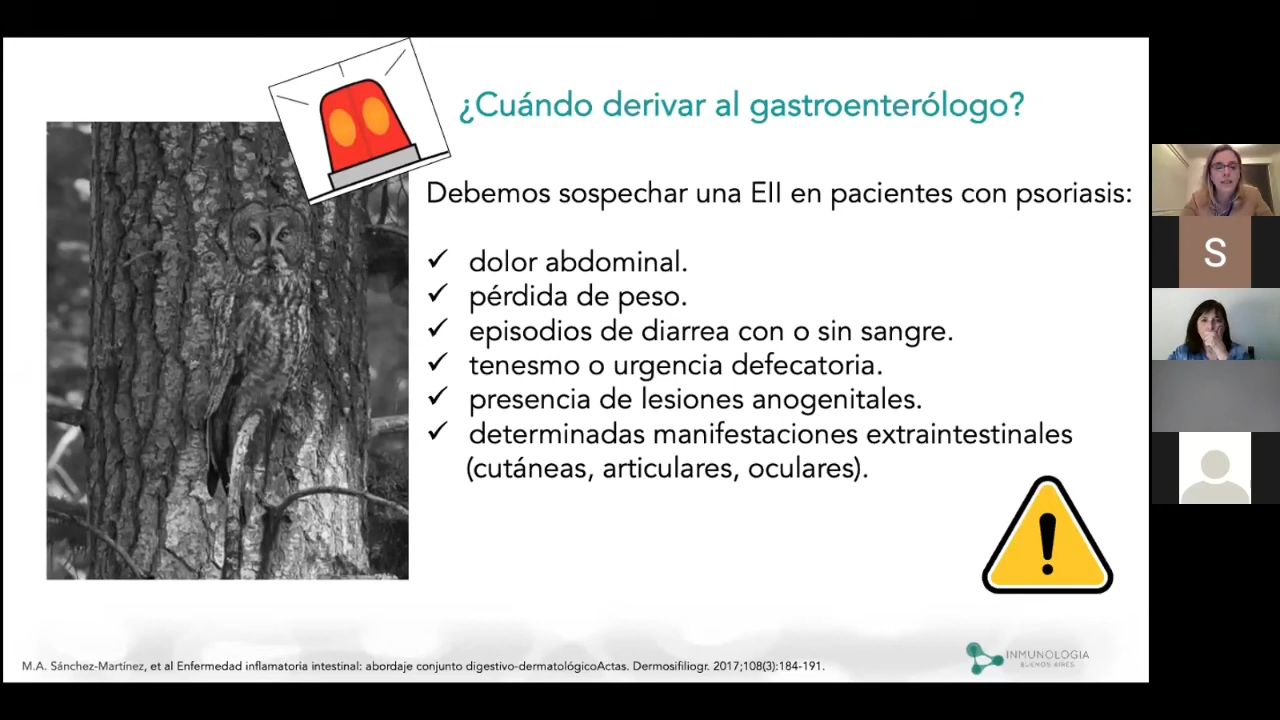 ¿Cuándo derivar al gastroenterólogo?
Debemos sospechar una EII en pacientes con psoriasis:
✓ dolor abdominal.
✓ pérdida de peso.
✓ episodios de diarrea con o sin sangre.
✓ tenesmo o urgencia defecatoria.
✓ presencia de lesiones anogenitales.
✓ determinadas manifestaciones extraintestinales
(cutáneas, articulares, oculares).
!
M.A. Sánchez-Martínez, et al Enfermedad inflamatoria intestinal: abordaje conjunto digestivo-dermatológicoActas. Dermosifiliogr. 2017;108(3):184-191.
INMUNOLOGIA
BUENOS AIRES
S